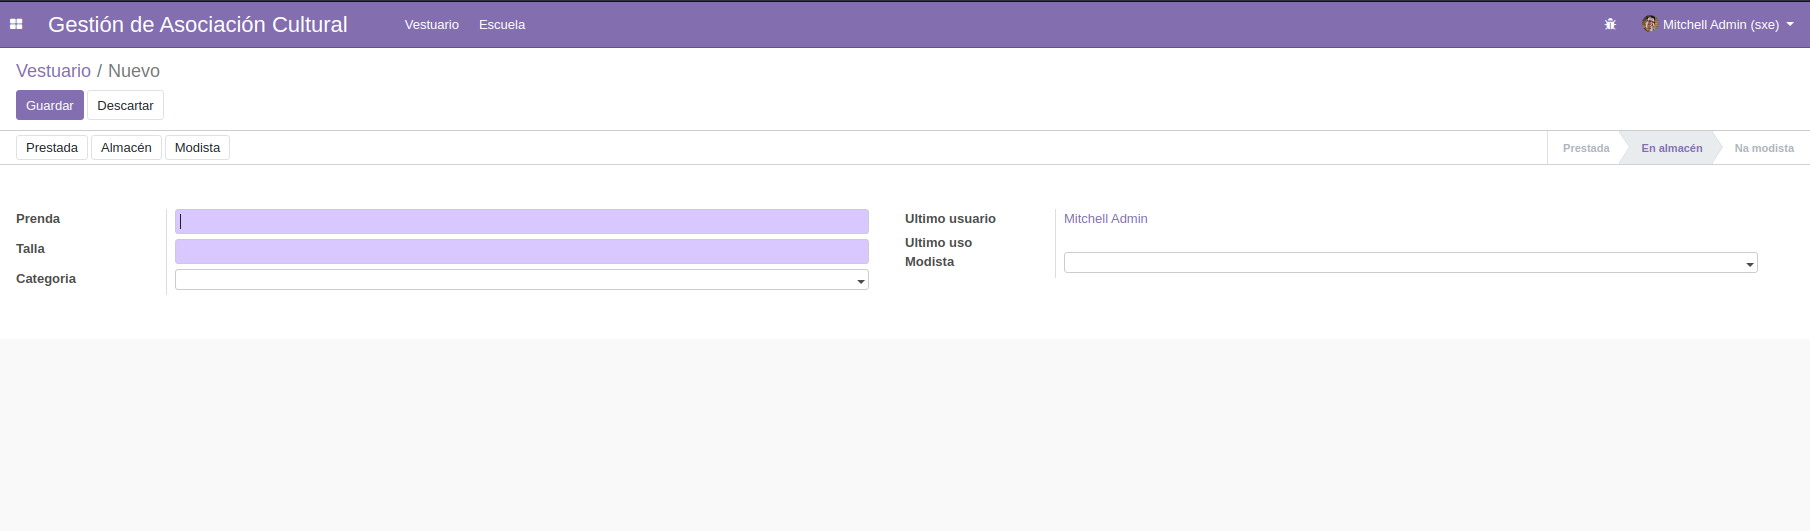 Gestión de Asociación Cultural Vestuario Escuela Mitchell Admin (sxe)
Vestuario / Nuevo
Guardar Descartar
Prestada Almacén Modista Prestada En almacén Na modista
Prenda
Talla
Categoria
Ultimo usuario Mitchell Admin
Ultimo uso
Modista